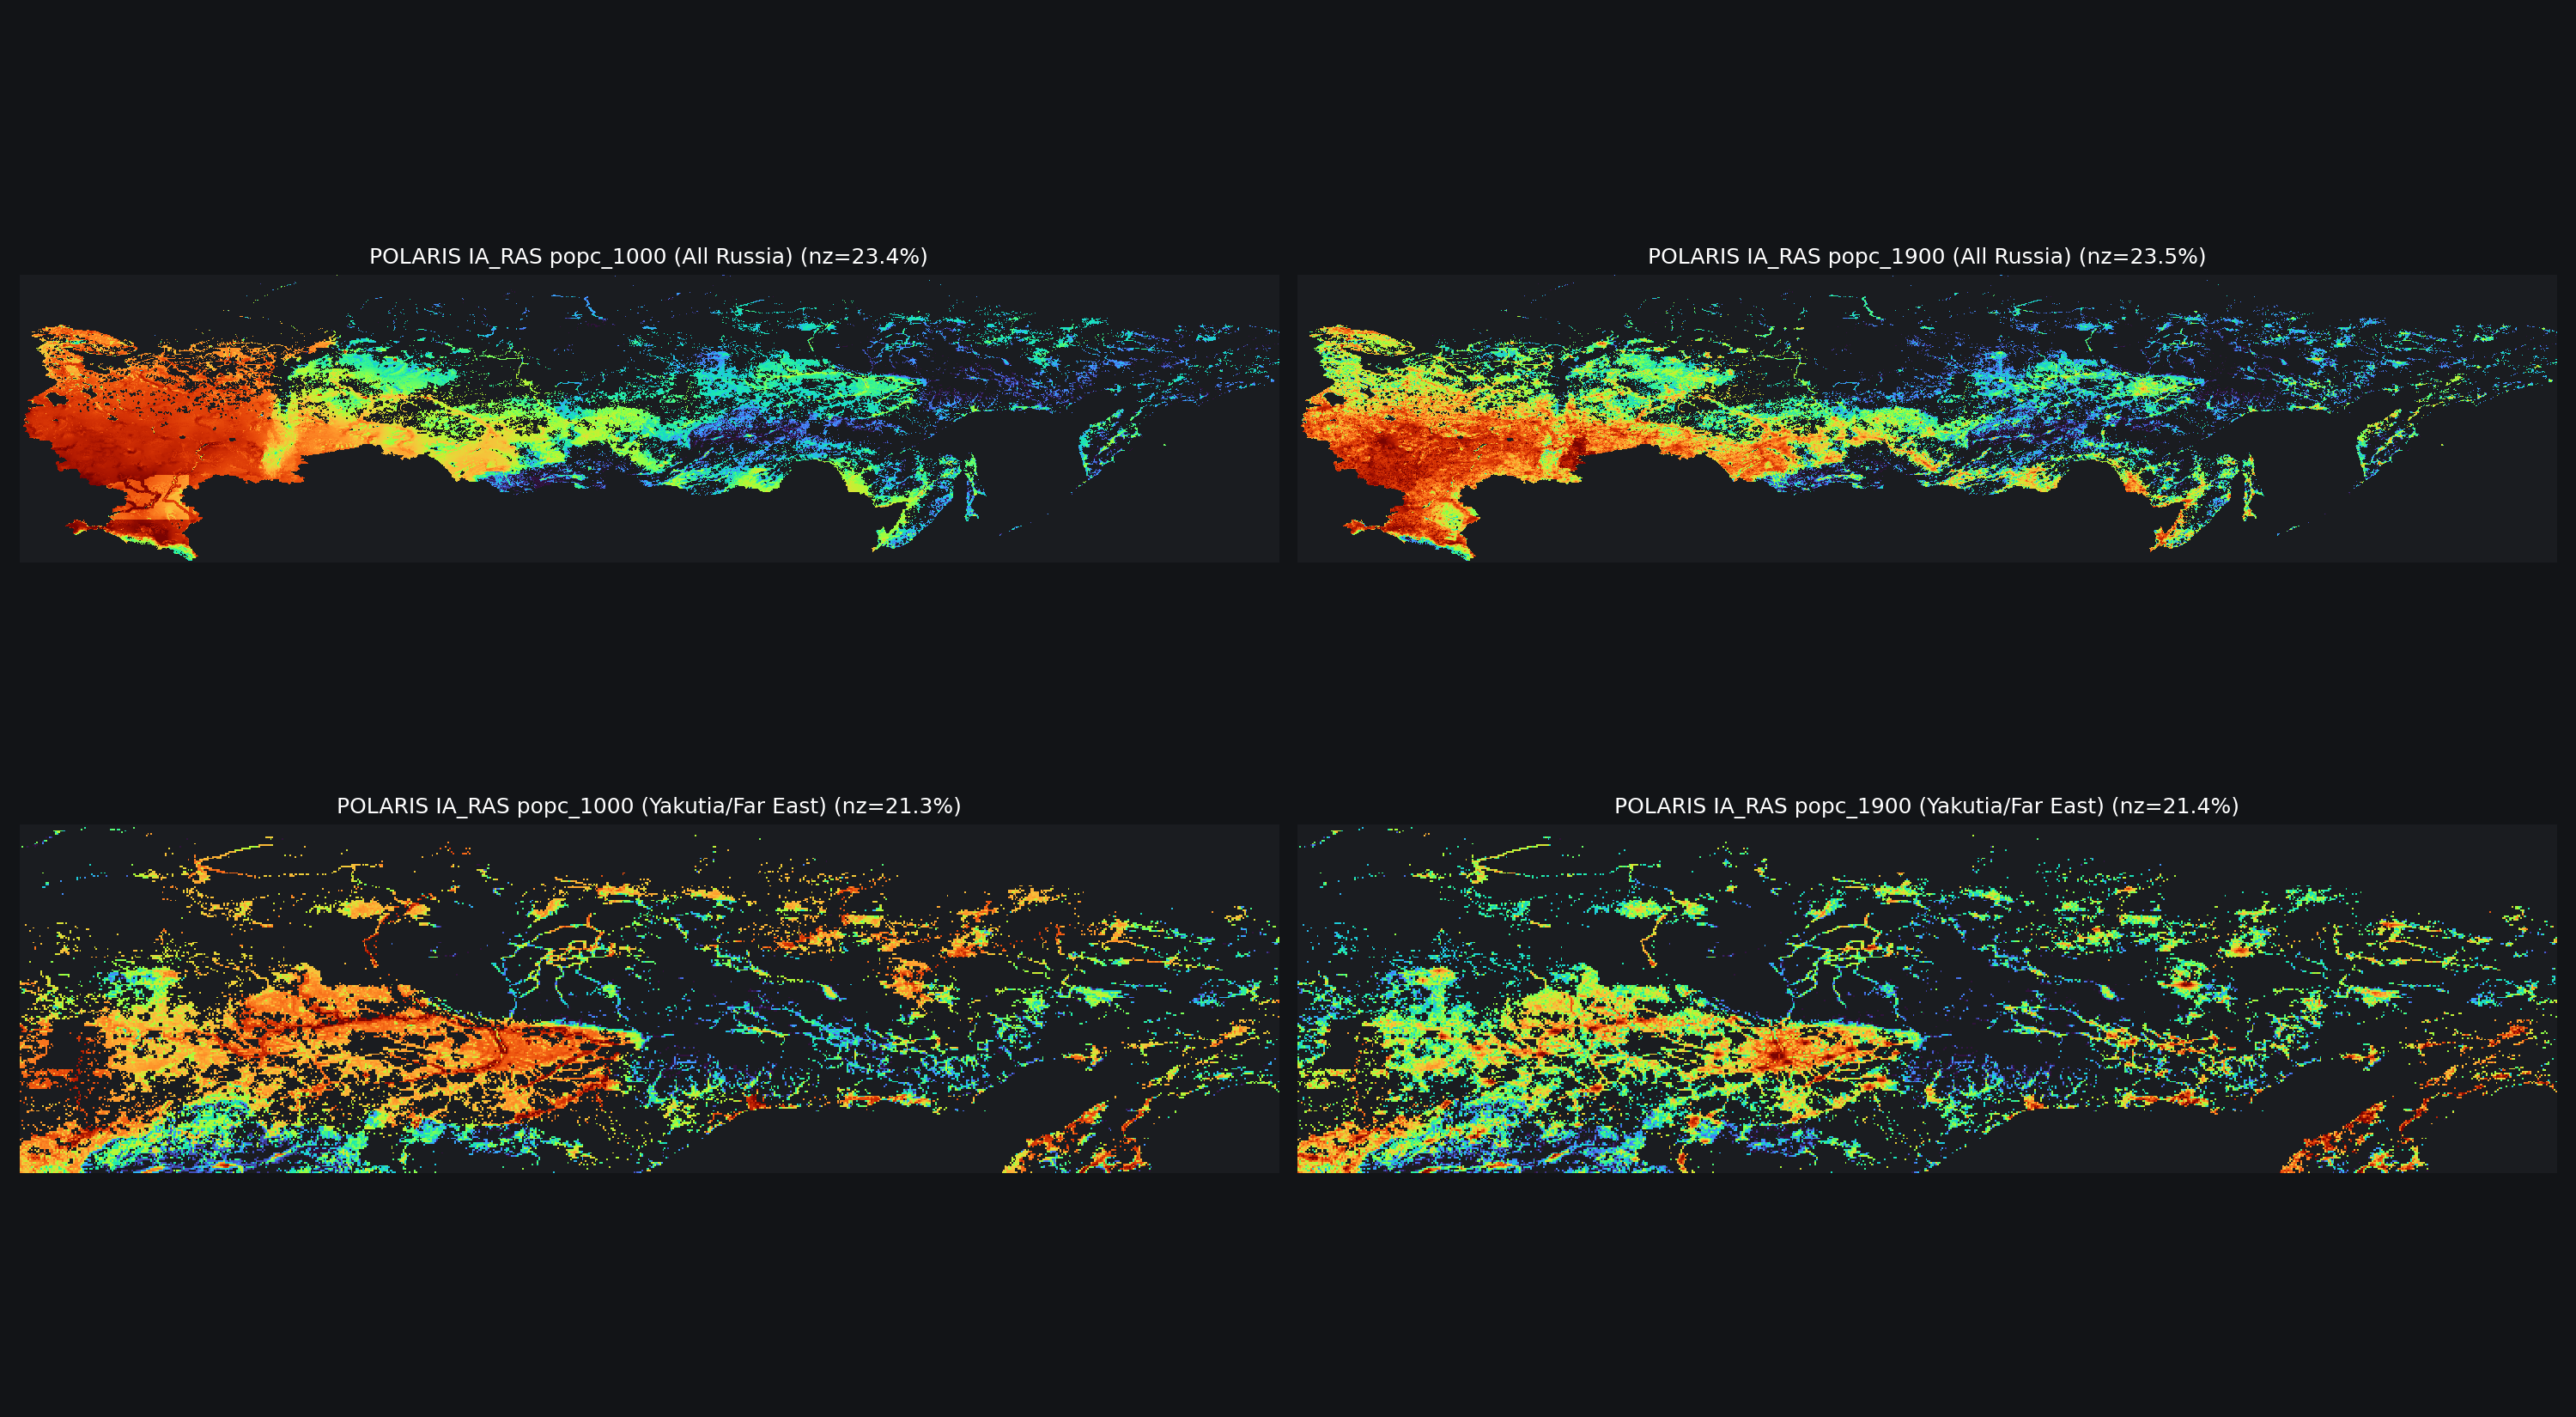 POLARIS IA_RAS popc_1000 (All Russia) (nz=23.4%)
POLARIS IA_RAS popc_1900 (All Russia) (nz=23.5%)
POLARIS IA_RAS popc_1000 (Yakutia/Far East) (nz=21.3%)
POLARIS IA_RAS popc_1900 (Yakutia/Far East) (nz=21.4%)